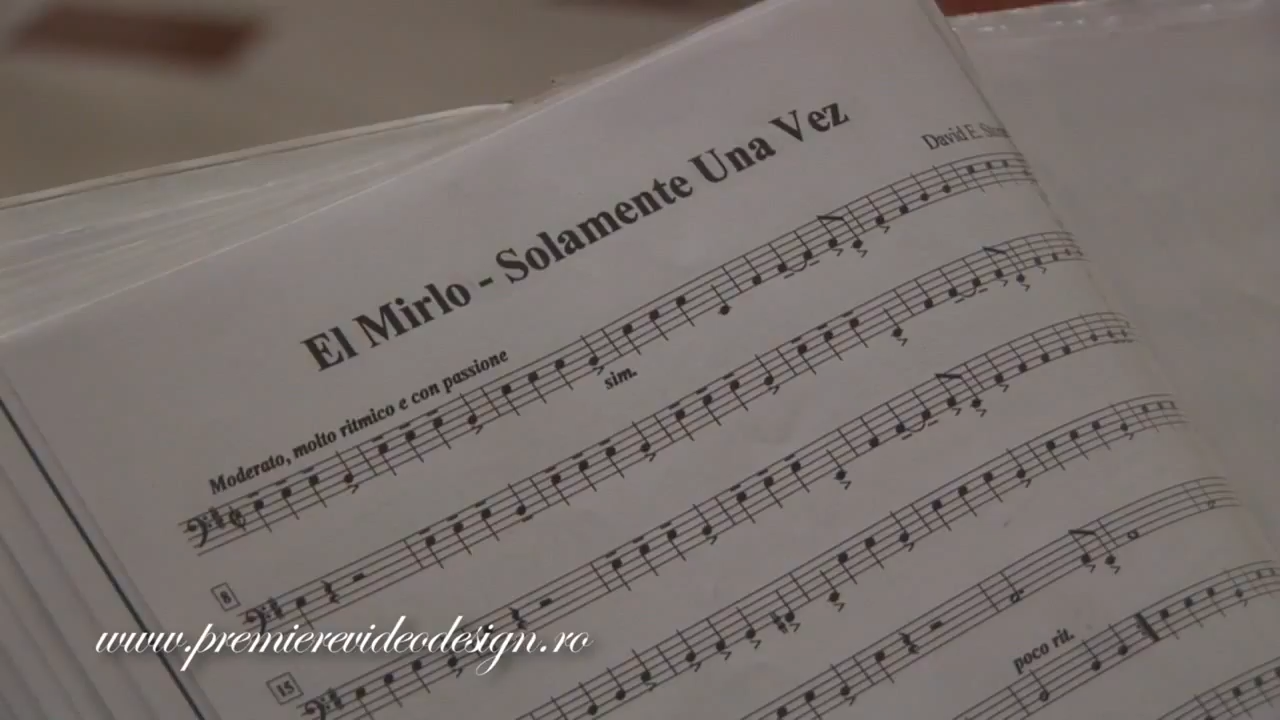 El Mirlo - Solamente Una Vez
David E.
Moderato, molto ritmico e con passione
sim.
8
15
poco rit.
www.premierevideodesign.ro